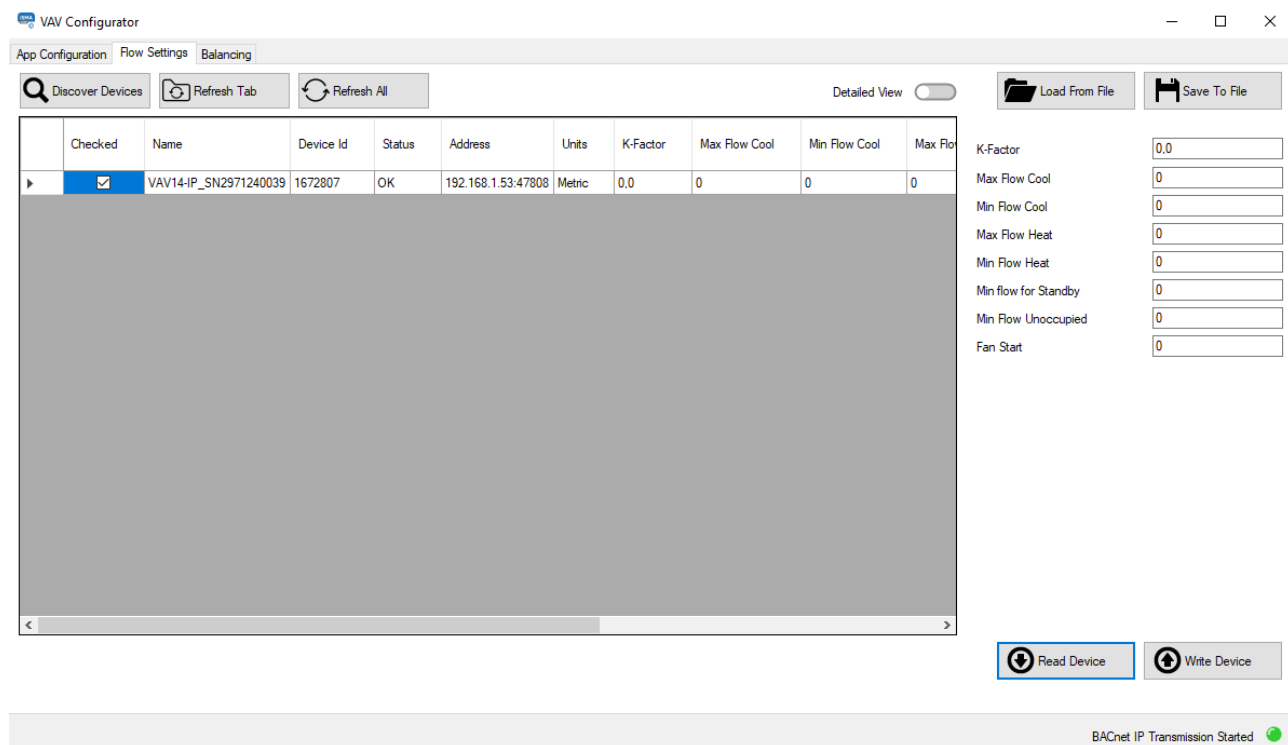 VAV Configurator
App Configuration Flow Settings Balancing
Discover Devices Refresh Tab Refresh All Detailed View Load From File Save To File
Checked Name Device Id Status Address Units K-Factor Max Flow Cool Min Flow Cool Max Flo
VAV14-IP_SN2971240039 1672807 OK 192.168.1.53:47808 Metric 0,0 0 0 0
K-Factor 0,0
Max Flow Cool 0
Min Flow Cool 0
Max Flow Heat 0
Min Flow Heat 0
Min flow for Standby 0
Min Flow Unoccupied 0
Fan Start 0
Read Device Write Device
BACnet IP Transmission Started